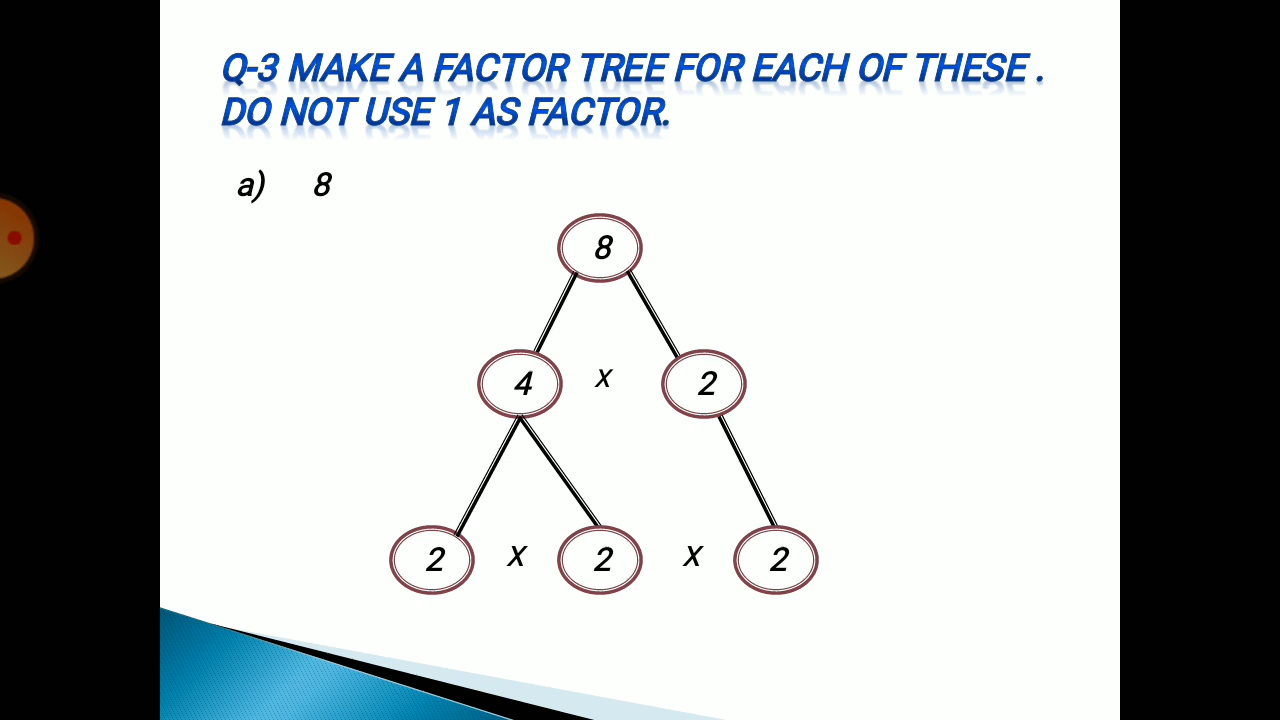 Q-3 MAKE A FACTOR TREE FOR EACH OF THESE .
DO NOT USE 1 AS FACTOR.
a) 8
8
4 x 2
2 x 2 x 2